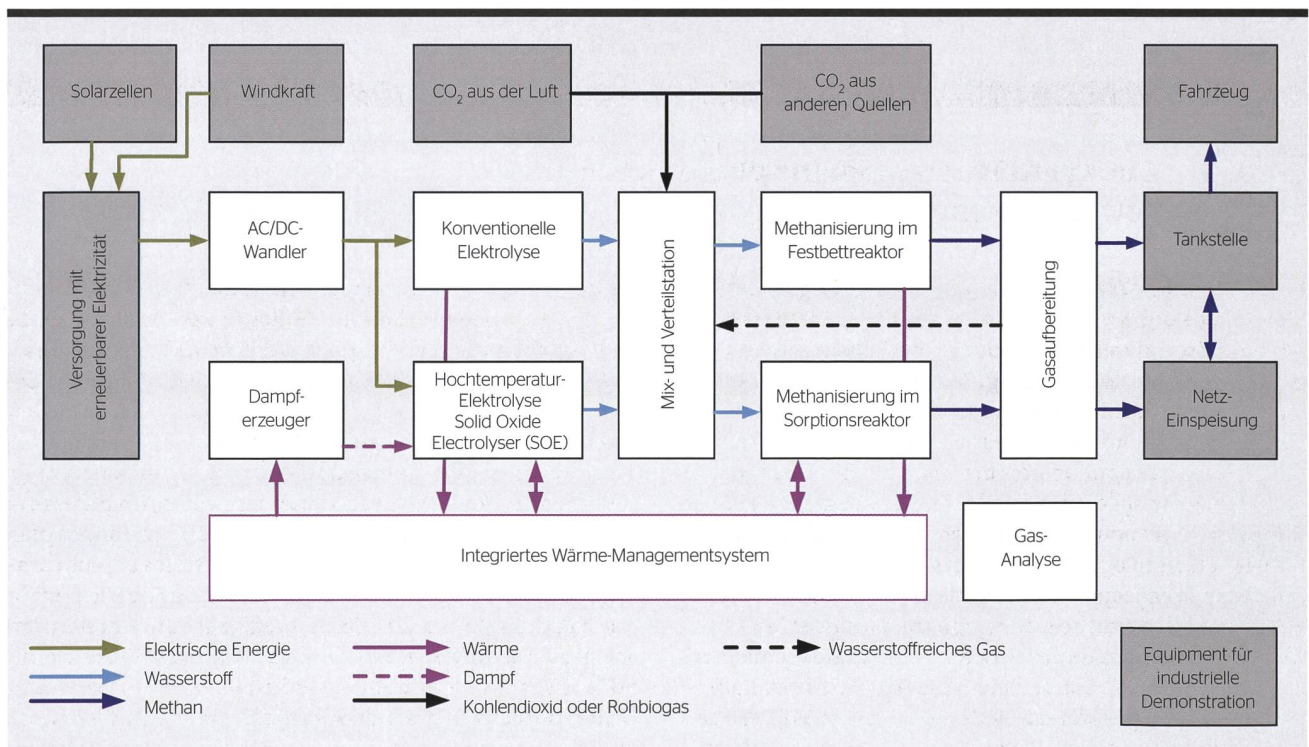 Solarzellen
Windkraft
CO₂ aus der Luft
CO₂ aus
anderen Quellen
Fahrzeug
Versorgung mit
erneuerbarer Elektrizität
AC/DC-
Wandler
Konventionelle
Elektrolyse
Mix- und Verteilstation
Methanisierung im
Festbettreaktor
Gasaufbereitung
Tankstelle
Dampf-
erzeuger
Hochtemperatur-
Elektrolyse
Solid Oxide
Electrolyser (SOE)
Methanisierung im
Sorptionsreaktor
Netz-
Einspeisung
Integriertes Wärme-Managementsystem
Gas-
Analyse
Elektrische Energie
Wasserstoff
Methan
Wärme
Dampf
Kohlendioxid oder Rohbiogas
Wasserstoffreiches Gas
Equipment für
industrielle
Demonstration